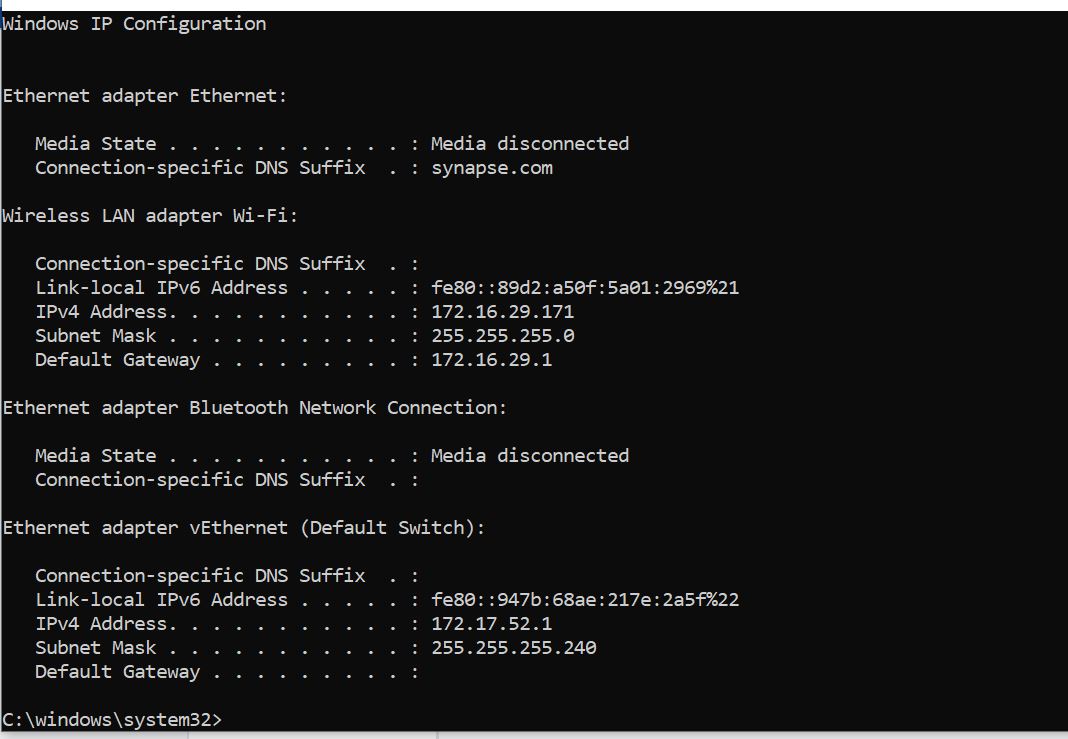 Windows IP Configuration
Ethernet adapter Ethernet:
   Media State . . . . . . . . . . . : Media disconnected
   Connection-specific DNS Suffix  . : synapse.com
Wireless LAN adapter Wi-Fi:
   Connection-specific DNS Suffix  . :
   Link-local IPv6 Address . . . . . : fe80::89d2:a50f:5a01:2969%21
   IPv4 Address. . . . . . . . . . . : 172.16.29.171
   Subnet Mask . . . . . . . . . . . : 255.255.255.0
   Default Gateway . . . . . . . . . : 172.16.29.1
Ethernet adapter Bluetooth Network Connection:
   Media State . . . . . . . . . . . : Media disconnected
   Connection-specific DNS Suffix  . :
Ethernet adapter vEthernet (Default Switch):
   Connection-specific DNS Suffix  . :
   Link-local IPv6 Address . . . . . : fe80::947b:68ae:217e:2a5f%22
   IPv4 Address. . . . . . . . . . . : 172.17.52.1
   Subnet Mask . . . . . . . . . . . : 255.255.255.240
   Default Gateway . . . . . . . . . :
C:\windows\system32>